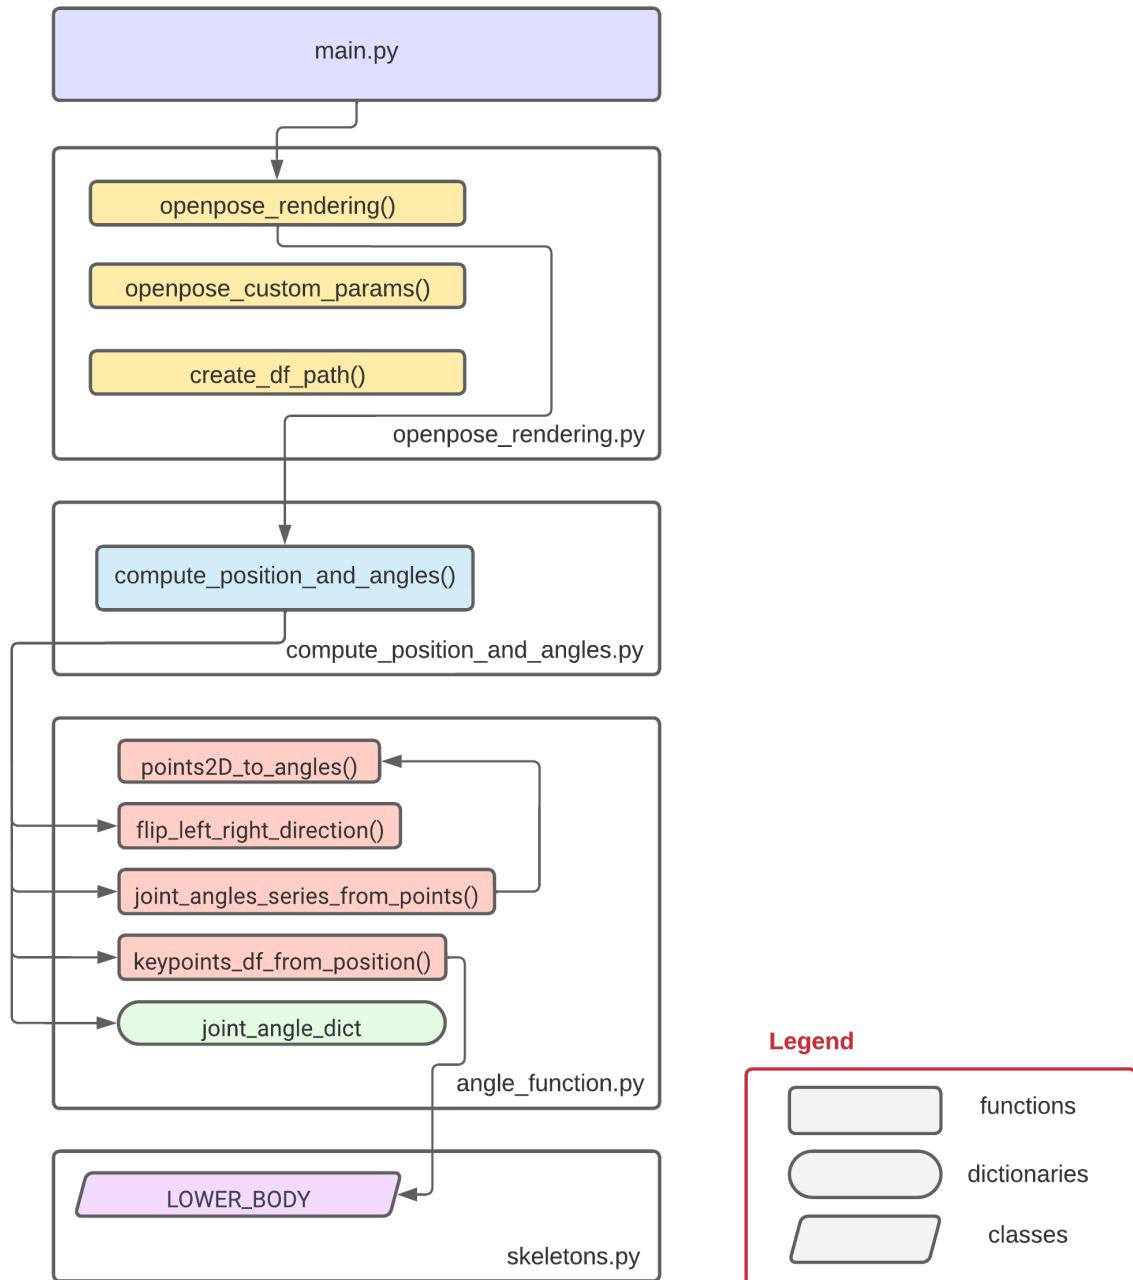 main.py
openpose_rendering()
openpose_custom_params()
create_df_path()
openpose_rendering.py
compute_position_and_angles()
compute_position_and_angles.py
points2D_to_angles()
flip_left_right_direction()
joint_angles_series_from_points()
keypoints_df_from_position()
joint_angle_dict
angle_function.py
LOWER_BODY
skeletons.py
Legend
functions
dictionaries
classes